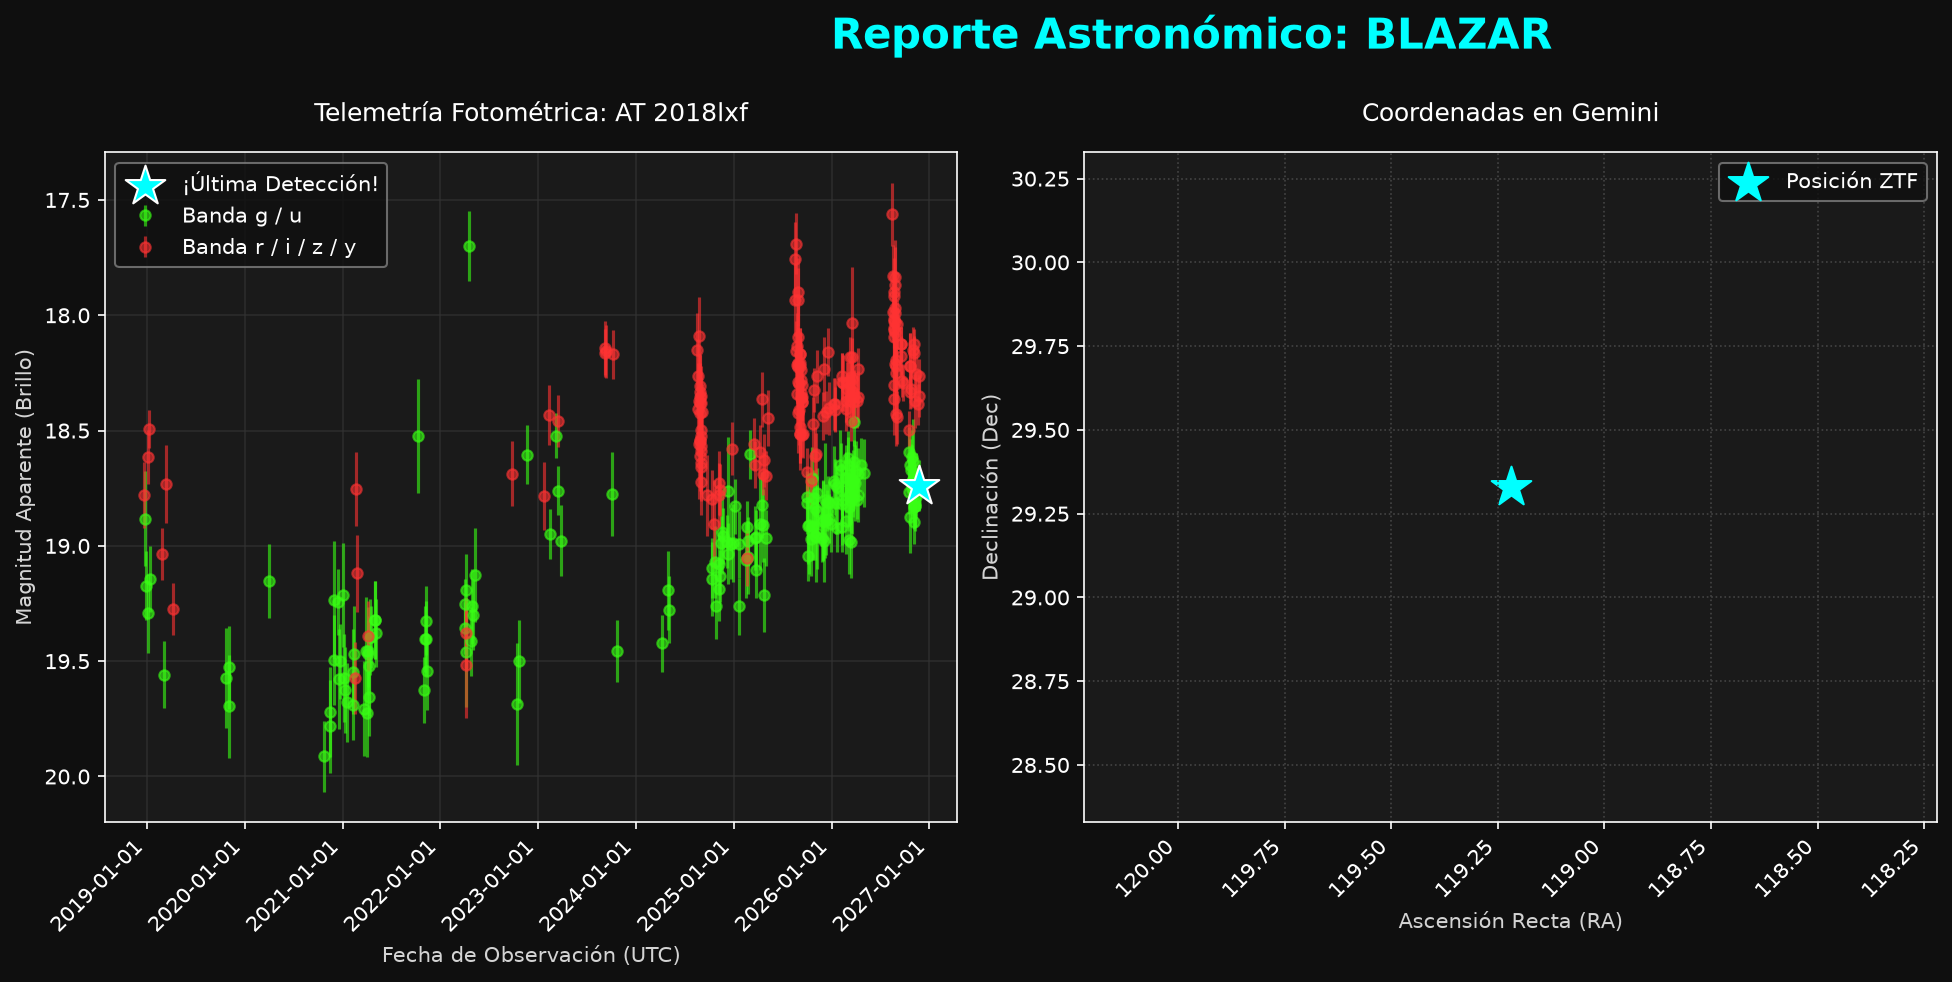 Reporte Astronómico: BLAZAR
Telemetría Fotométrica: AT 2018lxf
¡Última Detección!
Banda g / u
Banda r / i / z / y
Magnitud Aparente (Brillo)
17.5
18.0
18.5
19.0
19.5
20.0
2019-01-01
2020-01-01
2021-01-01
2022-01-01
2023-01-01
2024-01-01
2025-01-01
2026-01-01
2027-01-01
Fecha de Observación (UTC)
Coordenadas en Gemini
Posición ZTF
Declinación (Dec)
30.25
30.00
29.75
29.50
29.25
29.00
28.75
28.50
120.00
119.75
119.50
119.25
119.00
118.75
118.50
118.25
Ascensión Recta (RA)